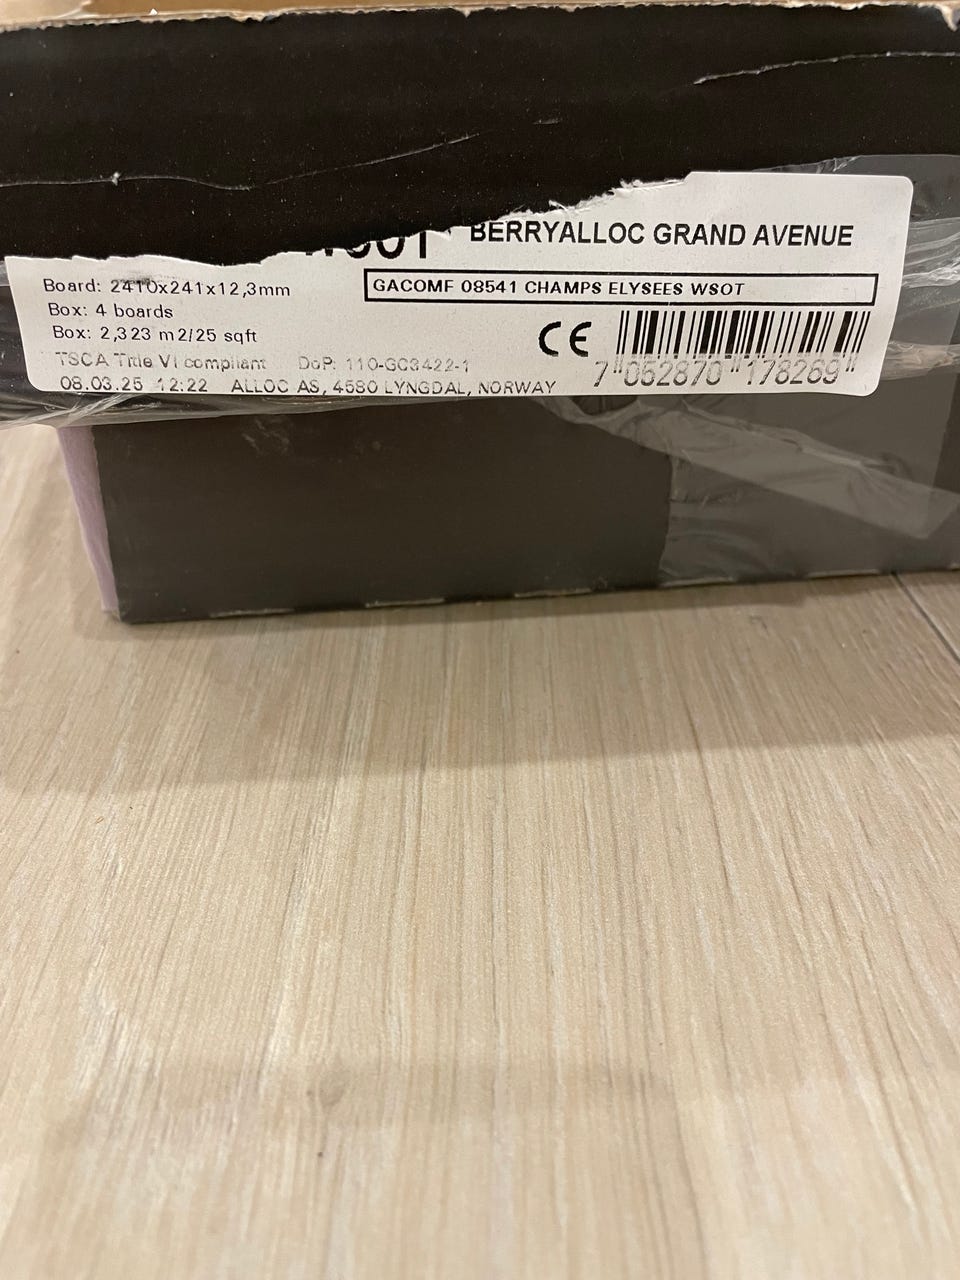 BERRYALLOC GRAND AVENUE
GACOMF 08541 CHAMPS ELYSEES WSOT
Board: 2410x241x12,3mm
Box: 4 boards
Box: 2,323 m2/25 sqft
TSCA Title VI compliant DoP: 110-GC3422-1
08.03.25 12:22 ALLOC AS, 4580 LYNGDAL, NORWAY
CE
7 "052870 "178269"